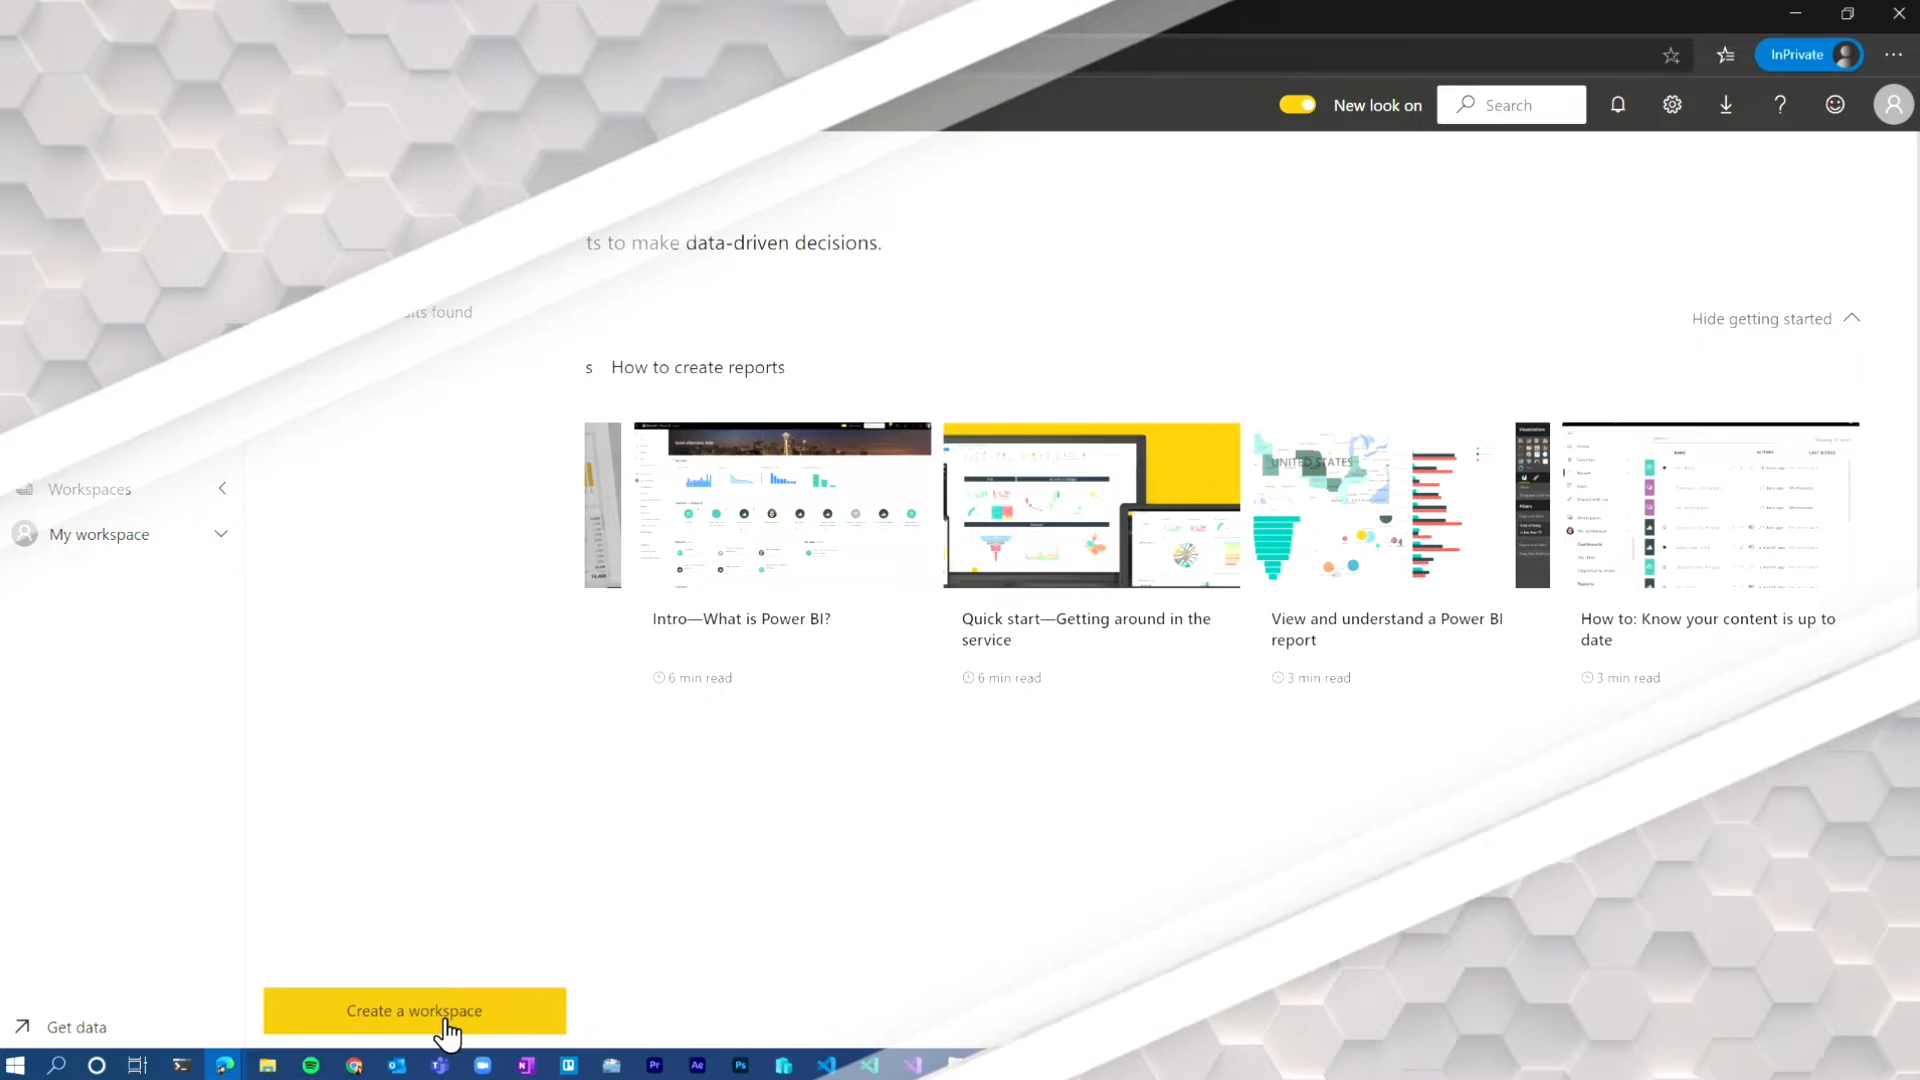 InPrivate
New look on
Search
ts to make data-driven decisions.
ults found
Hide getting started
s How to create reports
Workspaces
My workspace
UNITED STATES
Intro—What is Power BI?
Quick start—Getting around in the
service
View and understand a Power BI
report
How to: Know your content is up to
date
6 min read
6 min read
3 min read
3 min read
Create a workspace
Get data